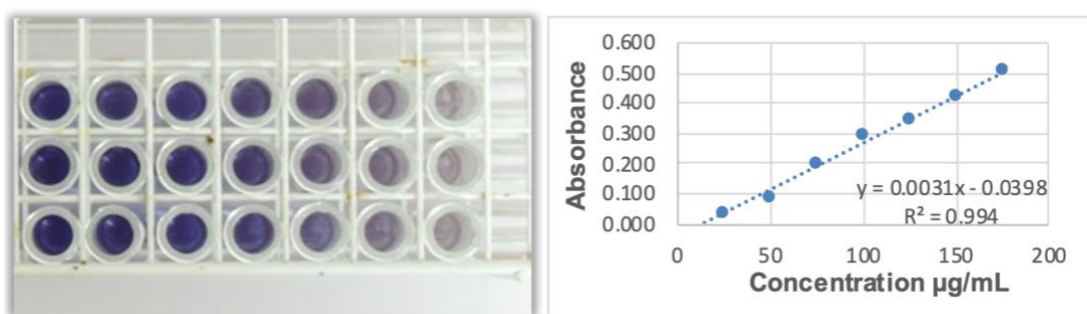 0.600
0.500
0.400
0.300
0.200
0.100
0.000
Absorbance
y = 0.0031x - 0.0398
R² = 0.994
0 50 100 150 200
Concentration µg/mL